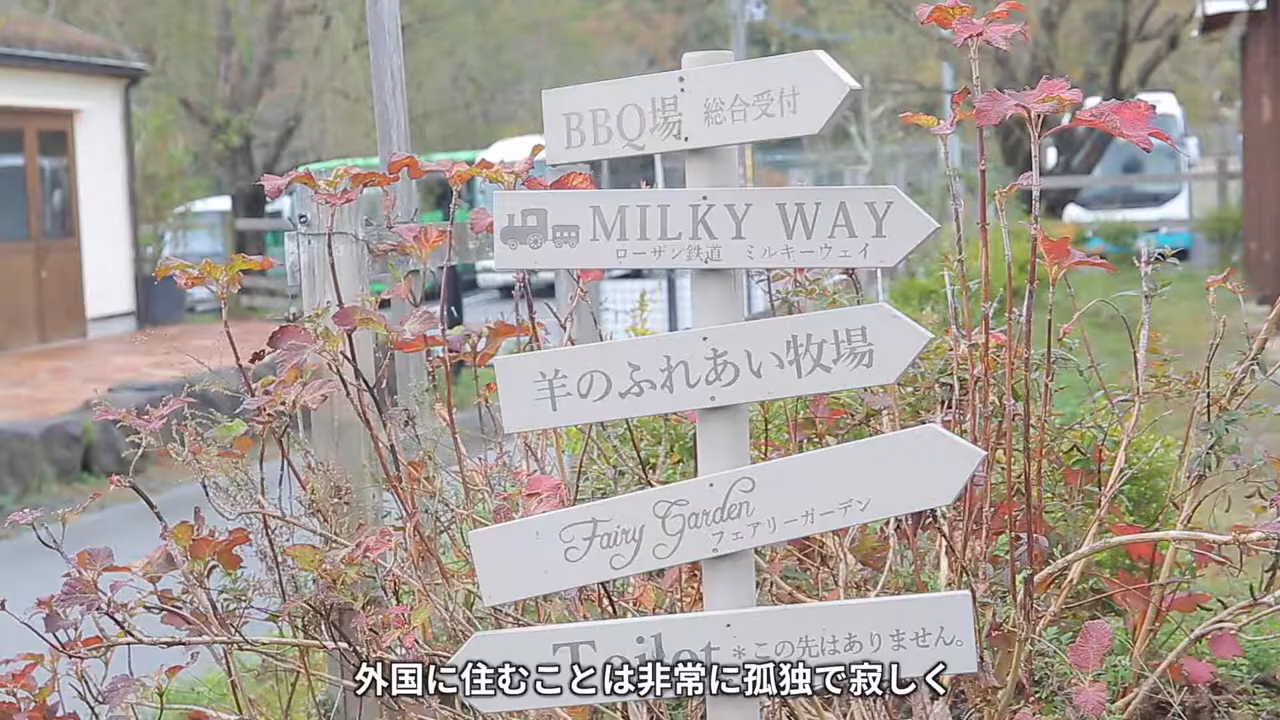 BBQ場 総合受付
MILKY WAY
ローザン鉄道 ミルキーウェイ
羊のふれあい牧場
Fairy Garden
フェアリーガーデン
Toilet *この先はありません。
外国に住むことは非常に孤独で寂しく